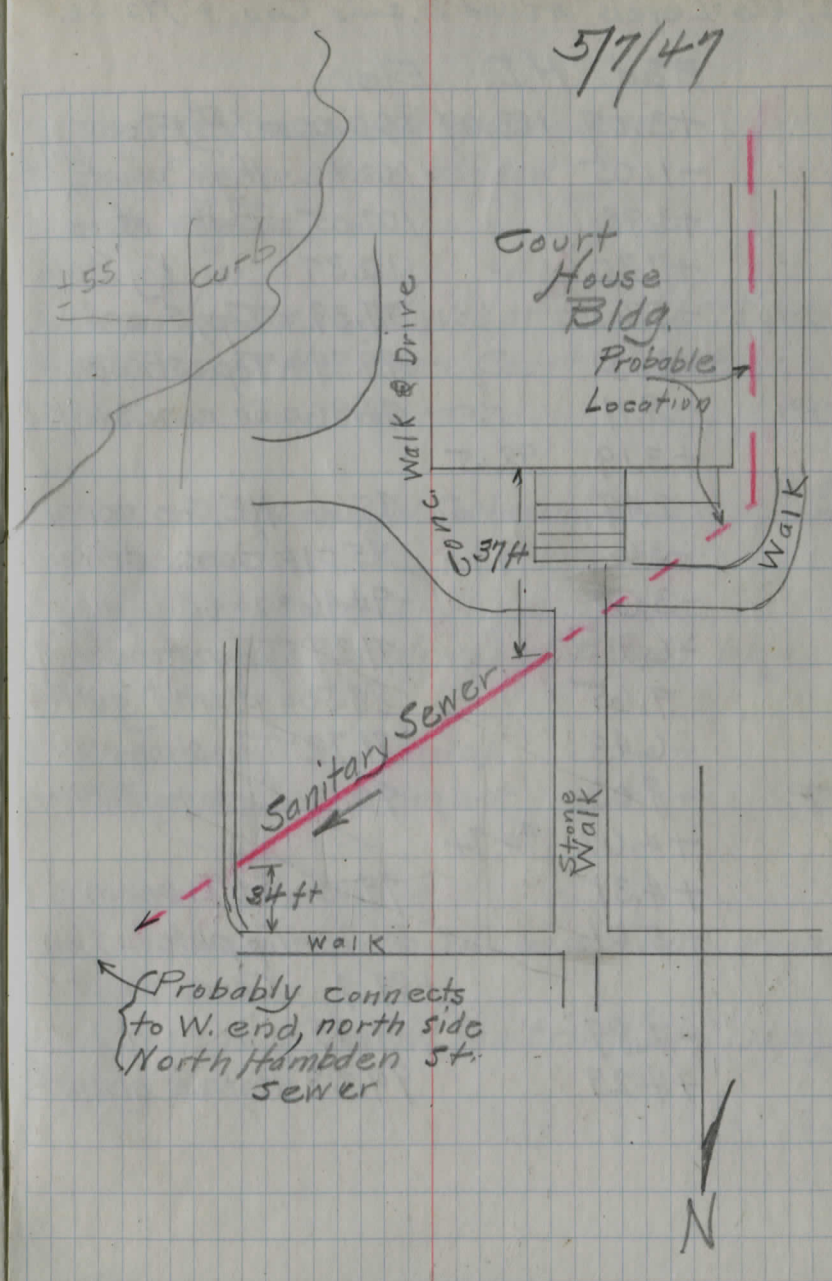 5/7/47
±55'
Curb
Court
House
Bldg.
Probable
Location
Conc. Walk & Drive
37 ft
Walk
Sanitary Sewer
Stone
Walk
34 ft
Walk
Probably connects
to W. end, north side
North Hambden St.
sewer
N